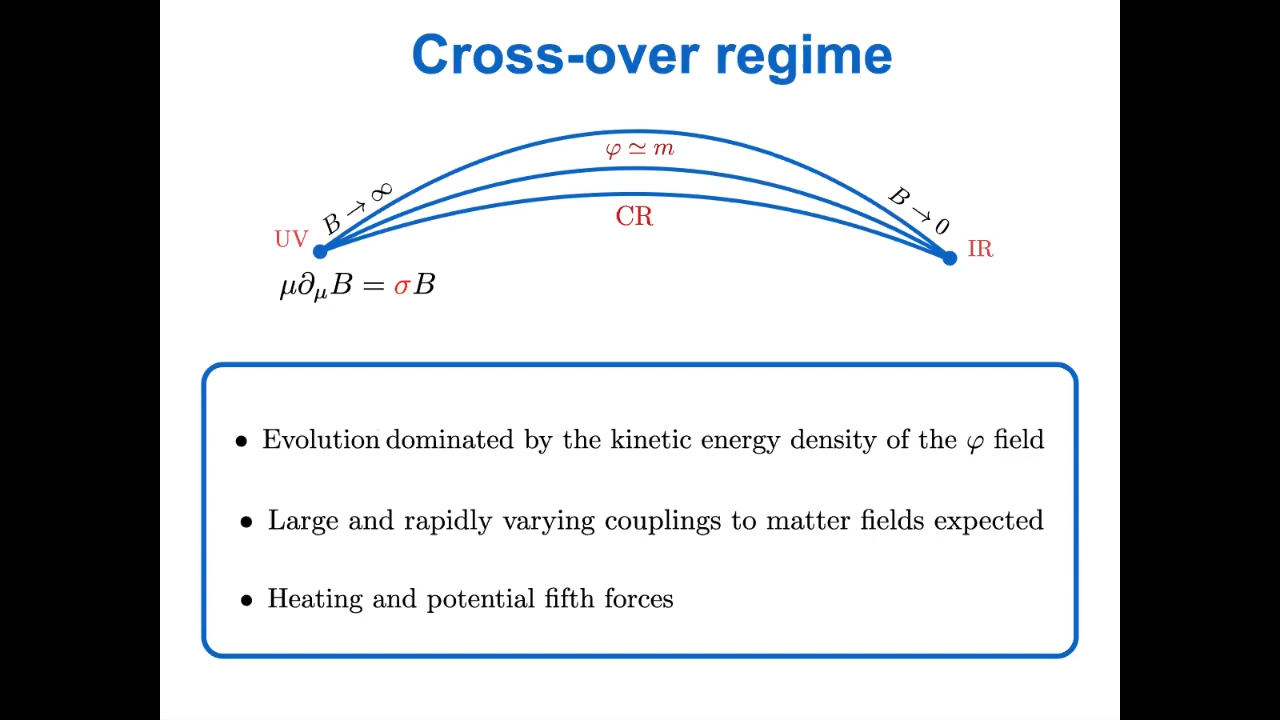 Cross-over regime
φ ≃ m
B → ∞
B → 0
CR
UV
IR
μ∂_μB = σB
• Evolution dominated by the kinetic energy density of the φ field
• Large and rapidly varying couplings to matter fields expected
• Heating and potential fifth forces